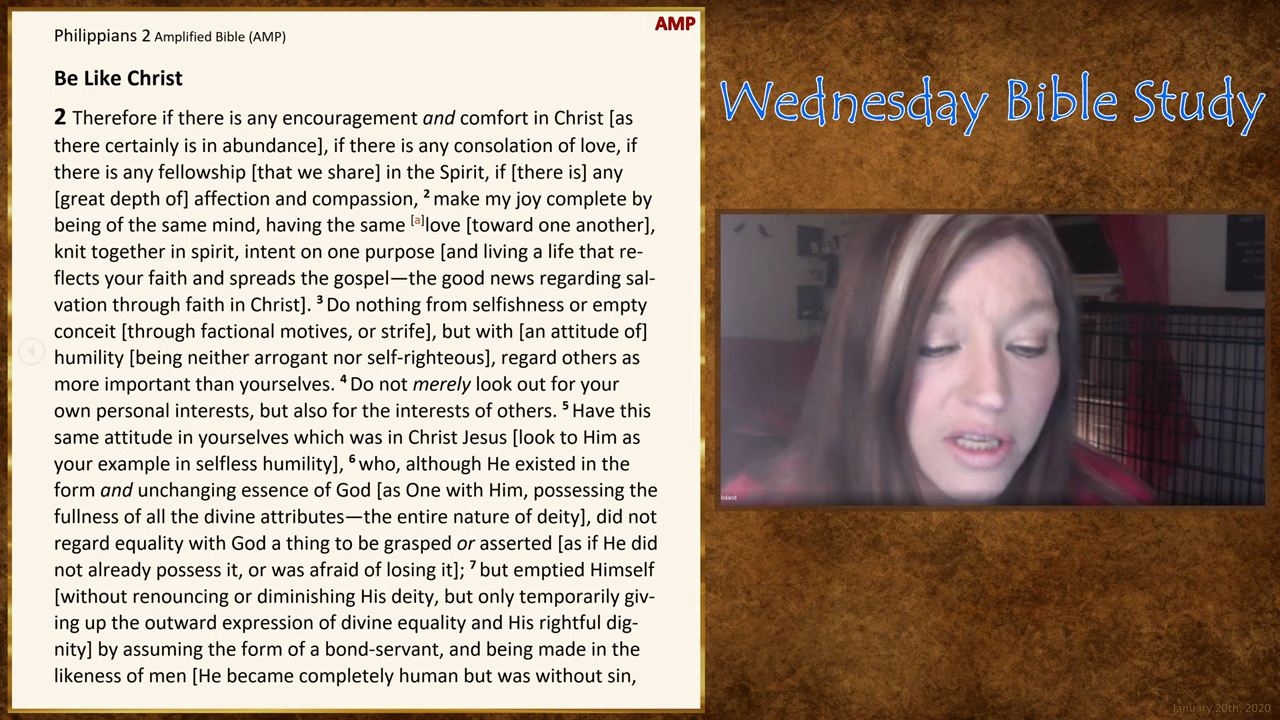 AMP
Philippians 2 Amplified Bible (AMP)
Be Like Christ
2 Therefore if there is any encouragement and comfort in Christ [as
there certainly is in abundance], if there is any consolation of love, if
there is any fellowship [that we share] in the Spirit, if [there is] any
[great depth of] affection and compassion, 2 make my joy complete by
being of the same mind, having the same [a]love [toward one another],
knit together in spirit, intent on one purpose [and living a life that re-
flects your faith and spreads the gospel—the good news regarding sal-
vation through faith in Christ]. 3 Do nothing from selfishness or empty
conceit [through factional motives, or strife], but with [an attitude of]
humility [being neither arrogant nor self-righteous], regard others as
more important than yourselves. 4 Do not merely look out for your
own personal interests, but also for the interests of others. 5 Have this
same attitude in yourselves which was in Christ Jesus [look to Him as
your example in selfless humility], 6 who, although He existed in the
form and unchanging essence of God [as One with Him, possessing the
fullness of all the divine attributes—the entire nature of deity], did not
regard equality with God a thing to be grasped or asserted [as if He did
not already possess it, or was afraid of losing it]; 7 but emptied Himself
[without renouncing or diminishing His deity, but only temporarily giv-
ing up the outward expression of divine equality and His rightful dig-
nity] by assuming the form of a bond-servant, and being made in the
likeness of men [He became completely human but was without sin,
Wednesday Bible Study
January 20th, 2020